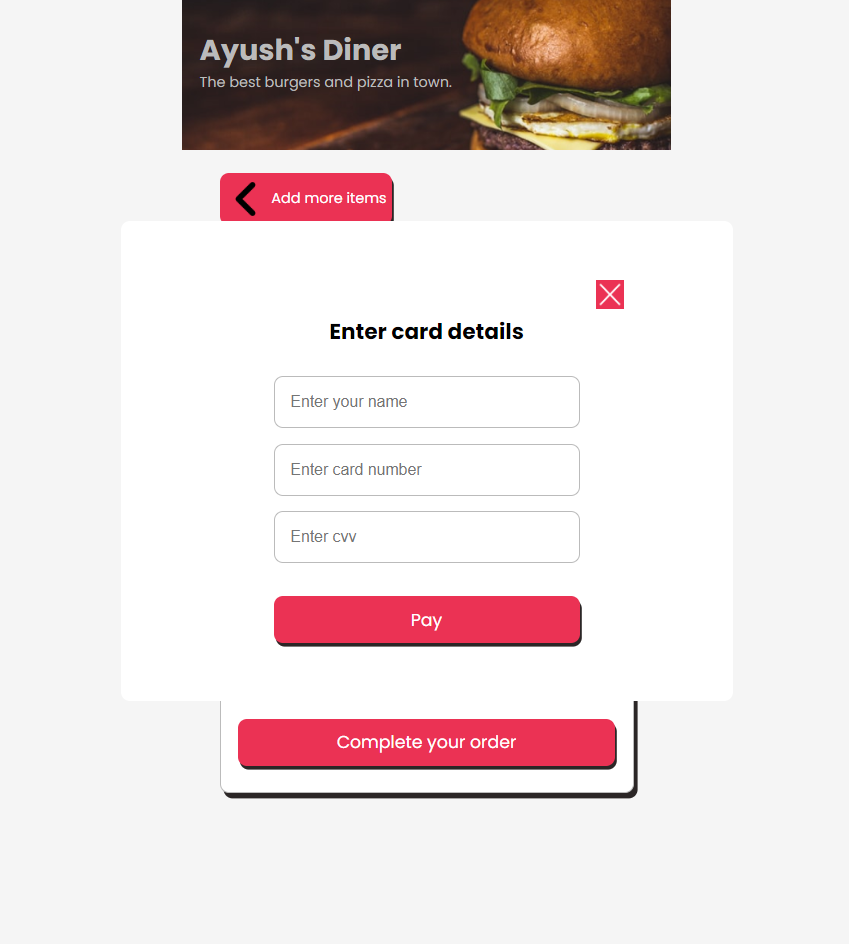 Ayush's Diner
The best burgers and pizza in town.
Add more items
Enter card details
Enter your name
Enter card number
Enter cvv
Pay
Complete your order